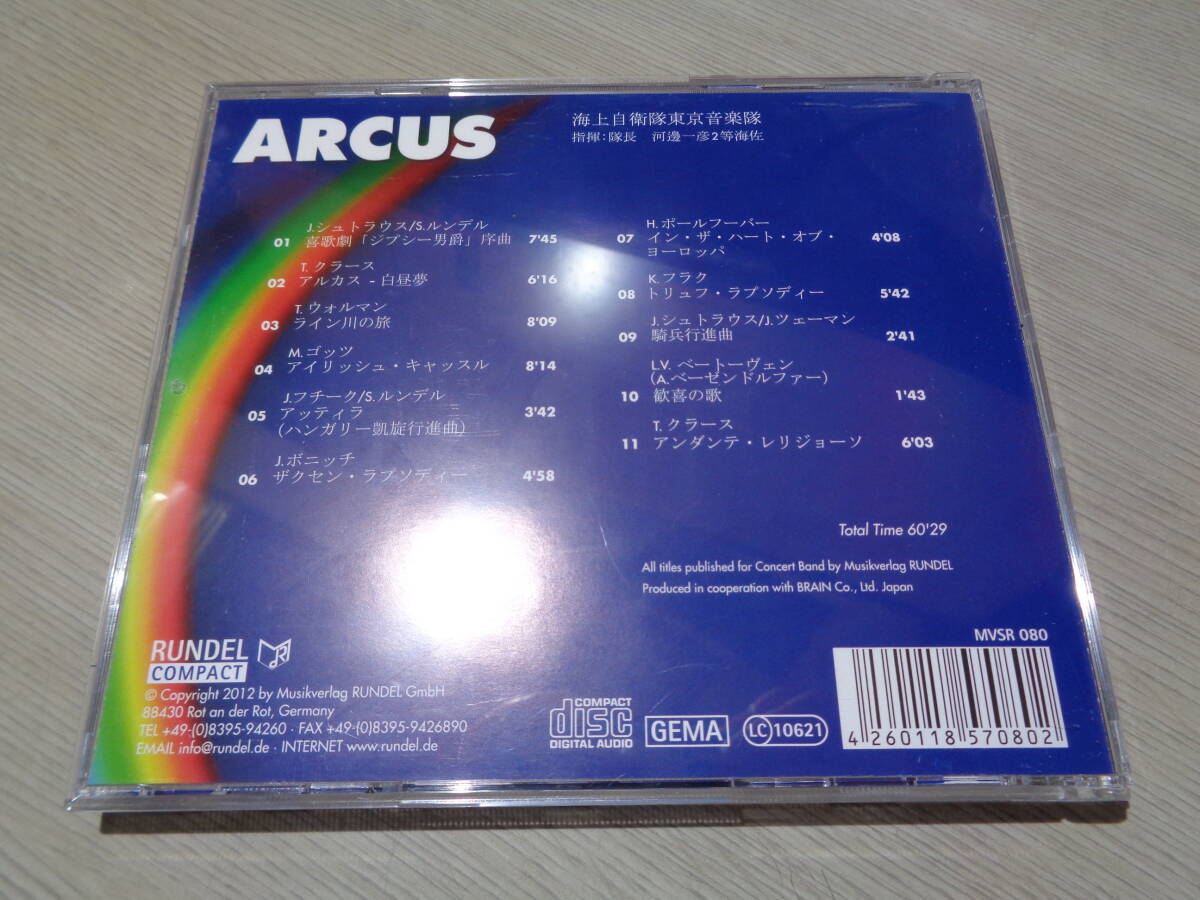 ARCUS
海上自衛隊東京音楽隊
指揮：隊長 河邊一彦2等海佐
J.シュトラウス/S.ルンデル
01 喜歌劇「ジプシー男爵」序曲 7'45
T.クラース
02 アルカス - 白昼夢 6'16
T.ウォルマン
03 ライン川の旅 8'09
M.ゴッツ
04 アイリッシュ・キャッスル 8'14
J.フチーク/S.ルンデル
05 アッティラ 3'42
(ハンガリー凱旋行進曲)
J.ボニッチ
06 ザクセン・ラプソディー 4'58
H.ポールフーバー
07 イン・ザ・ハート・オブ・ 4'08
ヨーロッパ
K.フラク
08 トリュフ・ラプソディー 5'42
J.シュトラウス/J.ツェーマン
09 騎兵行進曲 2'41
L.V.ベートーヴェン
(A.ベーゼンドルファー)
10 歓喜の歌 1'43
T.クラース
11 アンダンテ・レリジョーソ 6'03
Total Time 60'29
All titles published for Concert Band by Musikverlag RUNDEL
Produced in cooperation with BRAIN Co., Ltd. Japan
RUNDEL
COMPACT
© Copyright 2012 by Musikverlag RUNDEL GmbH
88430 Rot an der Rot, Germany
TEL +49-(0)8395-94260 · FAX +49-(0)8395-9426890
EMAIL info@rundel.de · INTERNET www.rundel.de
COMPACT
disc
DIGITAL AUDIO
GEMA
LC 10621
MVSR 080
4 260118 570802